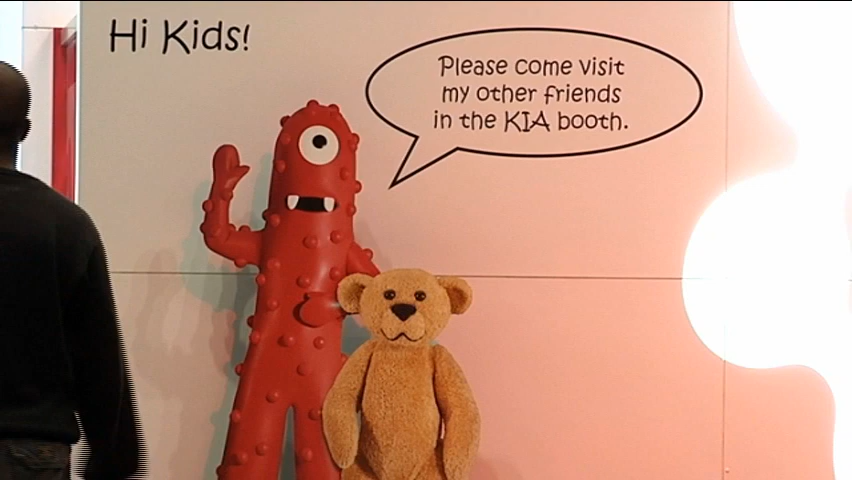 Hi Kids!
Please come visit
my other friends
in the KIA booth.